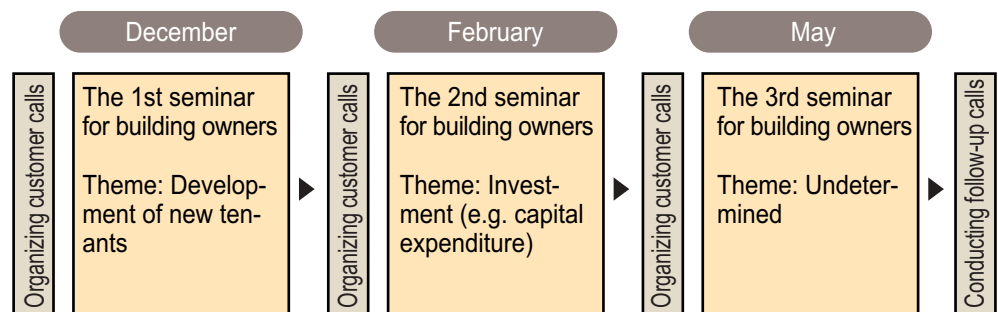 December
February
May
Organizing customer calls
The 1st seminar
for building owners
Theme: Develop-
ment of new ten-
ants
Organizing customer calls
The 2nd seminar
for building owners
Theme: Invest-
ment (e.g. capital
expenditure)
Organizing customer calls
The 3rd seminar
for building owners
Theme: Undeter-
mined
Conducting follow-up calls